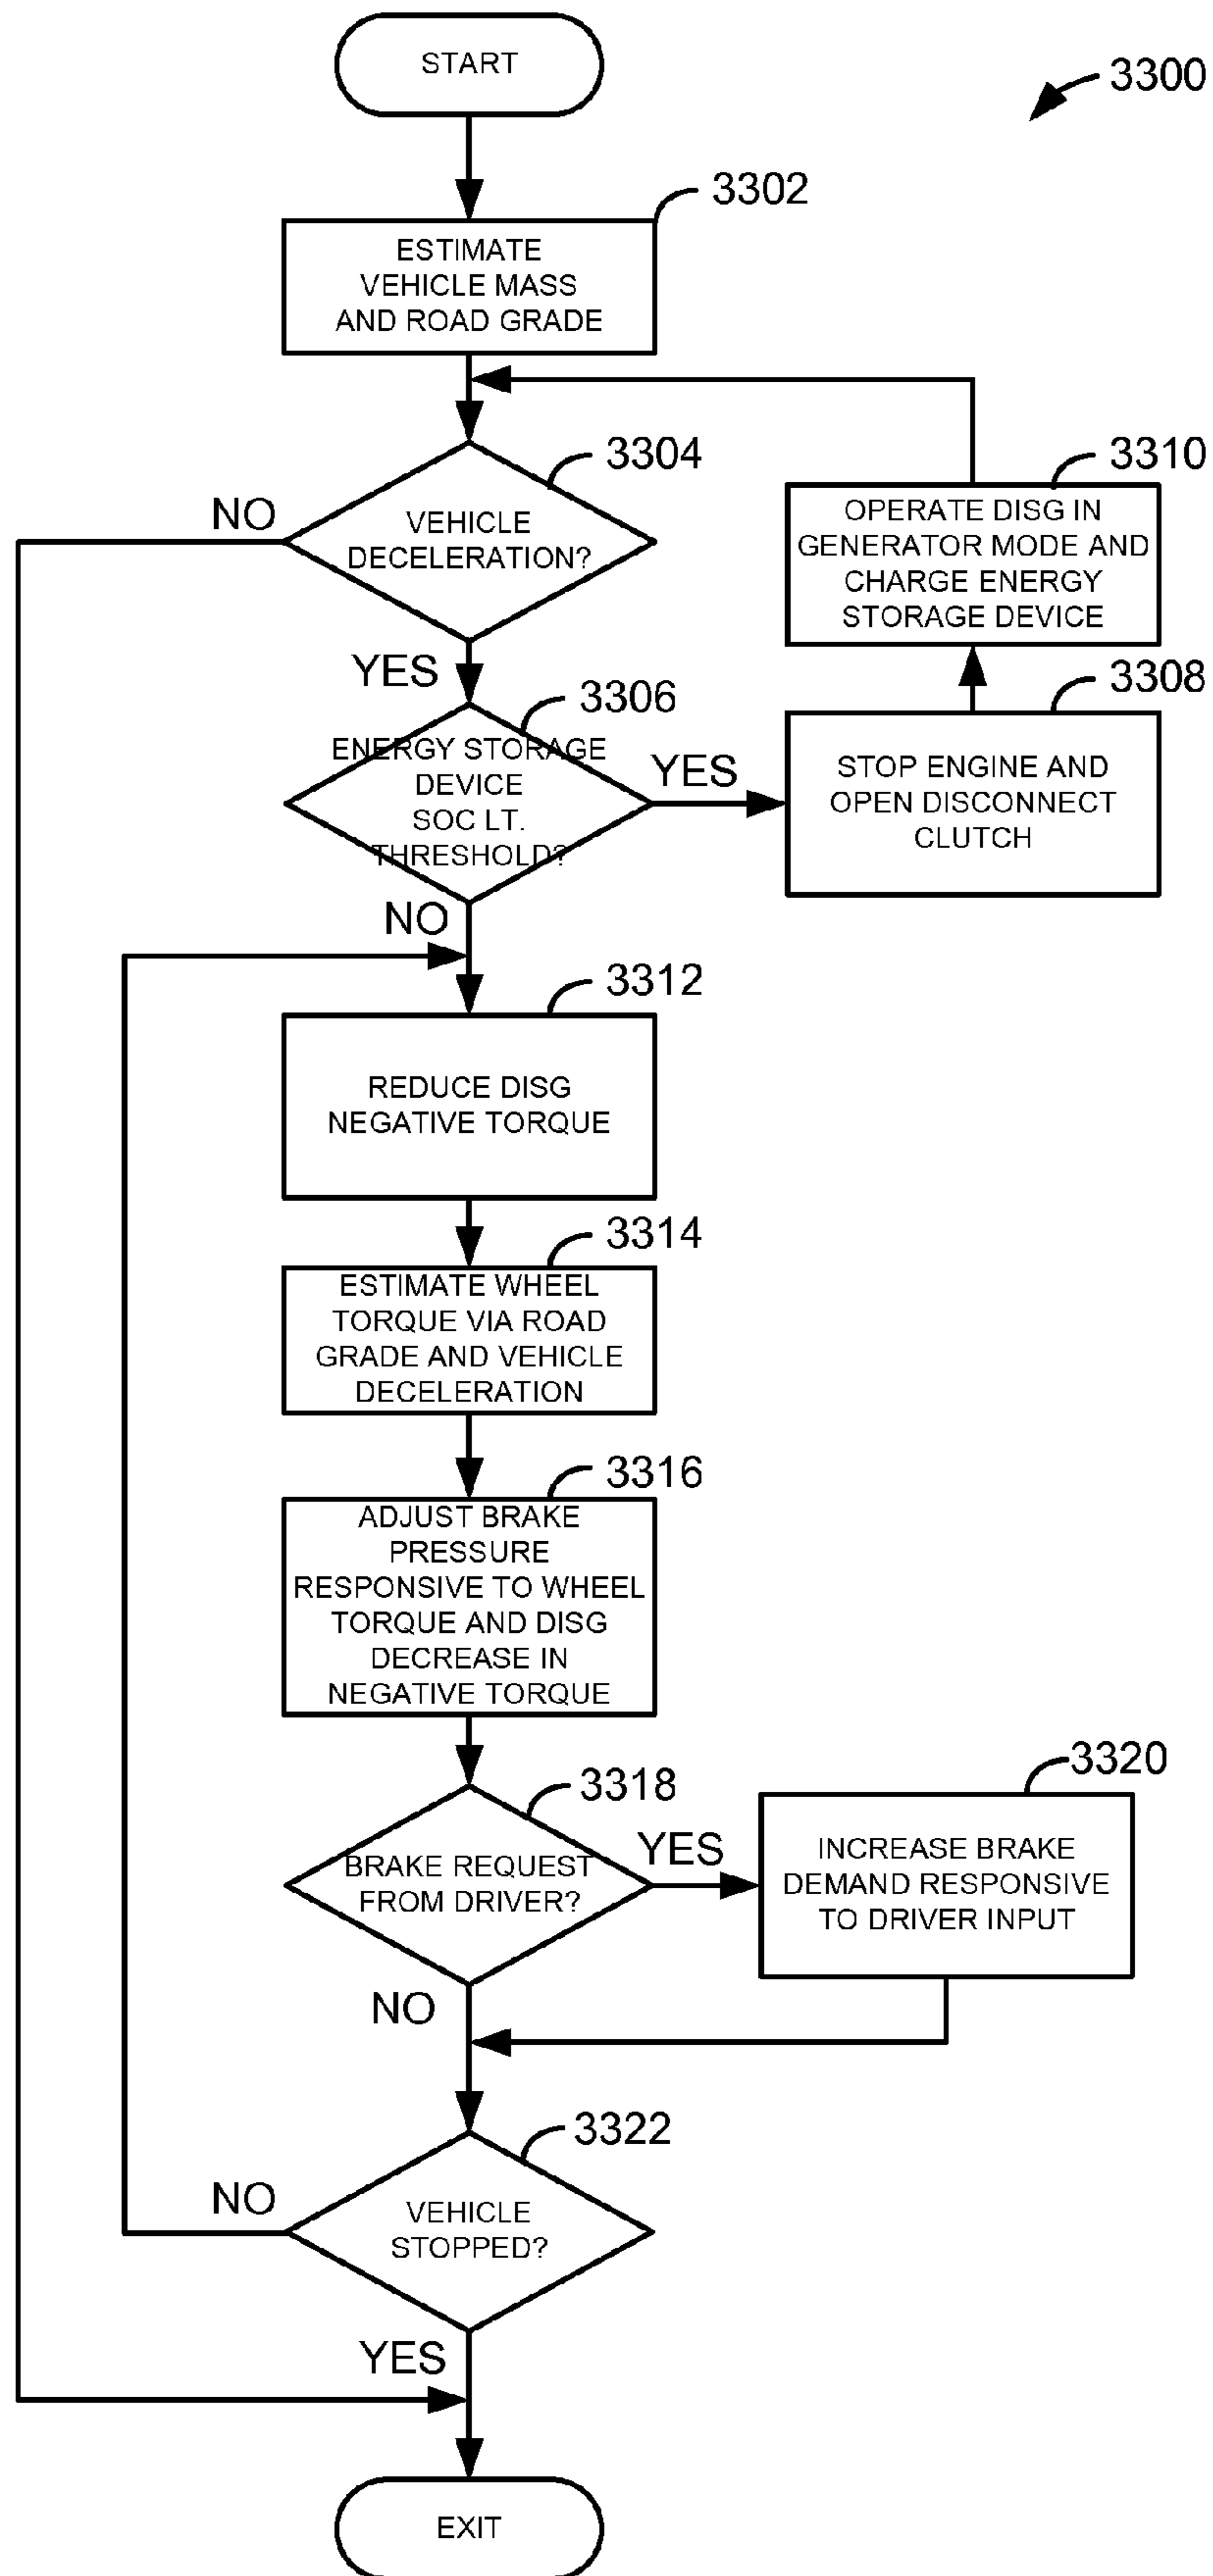 START
3300
3302
ESTIMATE
VEHICLE MASS
AND ROAD GRADE
3304
NO
VEHICLE
DECELERATION?
YES
3310
OPERATE DISG IN
GENERATOR MODE AND
CHARGE ENERGY
STORAGE DEVICE
3306
ENERGY STORAGE
DEVICE
SOC LT.
THRESHOLD?
YES
3308
STOP ENGINE AND
OPEN DISCONNECT
CLUTCH
NO
3312
REDUCE DISG
NEGATIVE TORQUE
3314
ESTIMATE WHEEL
TORQUE VIA ROAD
GRADE AND VEHICLE
DECELERATION
3316
ADJUST BRAKE
PRESSURE
RESPONSIVE TO WHEEL
TORQUE AND DISG
DECREASE IN
NEGATIVE TORQUE
3318
BRAKE REQUEST
FROM DRIVER?
YES
3320
INCREASE BRAKE
DEMAND RESPONSIVE
TO DRIVER INPUT
NO
3322
NO
VEHICLE
STOPPED?
YES
EXIT